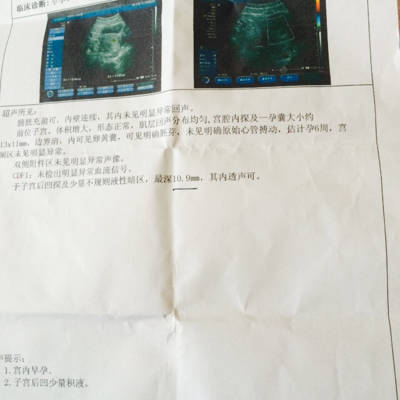 临床诊断:
超声所见:
膀胱充盈可，内壁连续，其内未见明显异常回声。
前位子宫，体积增大，形态正常，肌层回声分布均匀，宫腔内探及一孕囊大小约
13x11mm，边界清，内可见卵黄囊，可见明确胚芽，未见明确原始心管搏动，估计孕6周，宫
颈区未见明显异常。
双侧附件区未见明显异常声像。
CDFI：未检出明显异常血流信号。
于子宫后凹探及少量不规则液性暗区，最深10.9mm，其内透声可。
声提示:
1.宫内早孕.
2.子宫后凹少量积液。